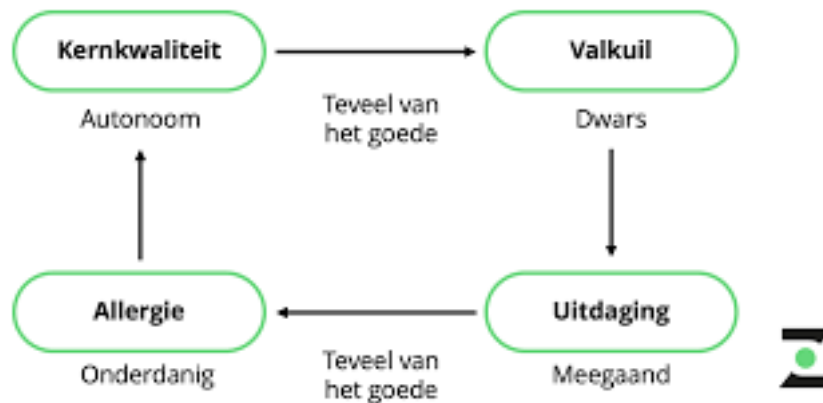 Kernkwaliteit
Valkuil
Autonoom
Teveel van
het goede
Dwars
Allergie
Uitdaging
Onderdanig
Teveel van
het goede
Meegaand